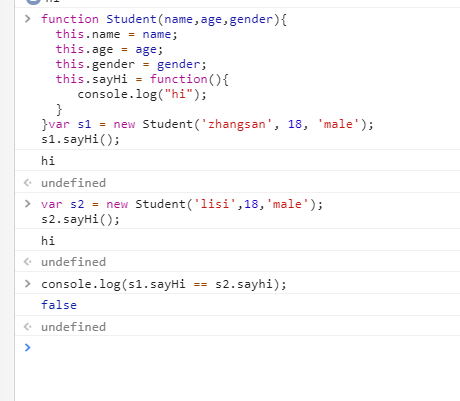 hi
function Student(name,age,gender){
this.name = name;
this.age = age;
this.gender = gender;
this.sayHi = function(){
console.log("hi");
}
}var s1 = new Student('zhangsan', 18, 'male');
s1.sayHi();
hi
undefined
var s2 = new Student('lisi',18,'male');
s2.sayHi();
hi
undefined
console.log(s1.sayHi == s2.sayhi);
false
undefined